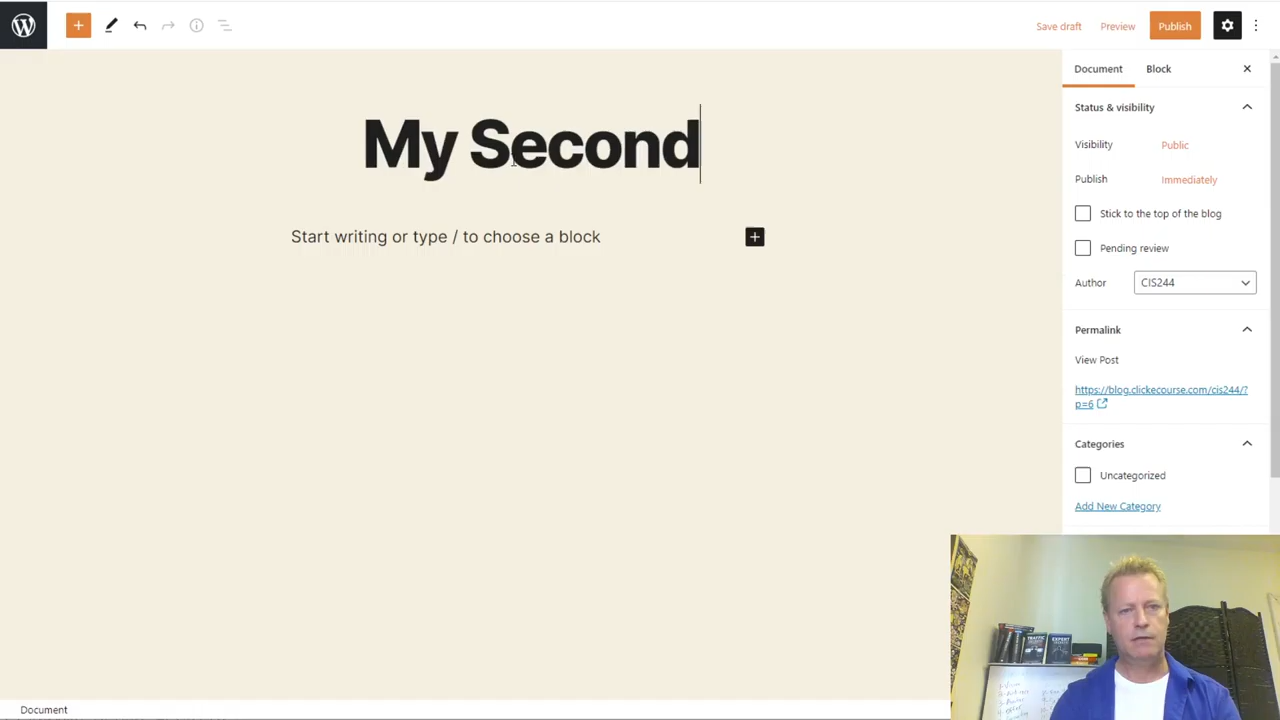 Save draft
Preview
Publish
Document
Block
My Second
Start writing or type / to choose a block
Status & visibility
Visibility
Public
Publish
Immediately
Stick to the top of the blog
Pending review
Author
CIS244
Permalink
View Post
https://blog.clickecourse.com/cis244/?
p=6
Categories
Uncategorized
Add New Category
TRAFFIC
EXPERT
Document